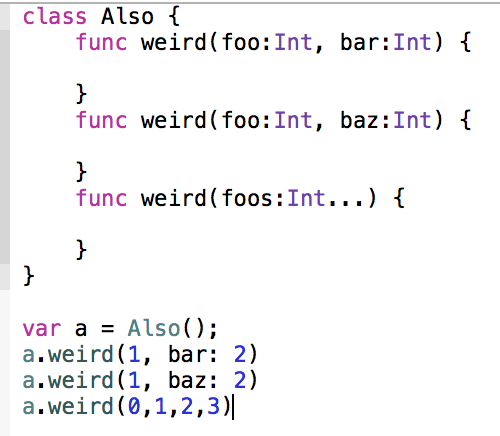 class Also {
func weird(foo:Int, bar:Int) {
}
func weird(foo:Int, baz:Int) {
}
func weird(foos:Int...) {
}
}
var a = Also();
a.weird(1, bar: 2)
a.weird(1, baz: 2)
a.weird(0,1,2,3)